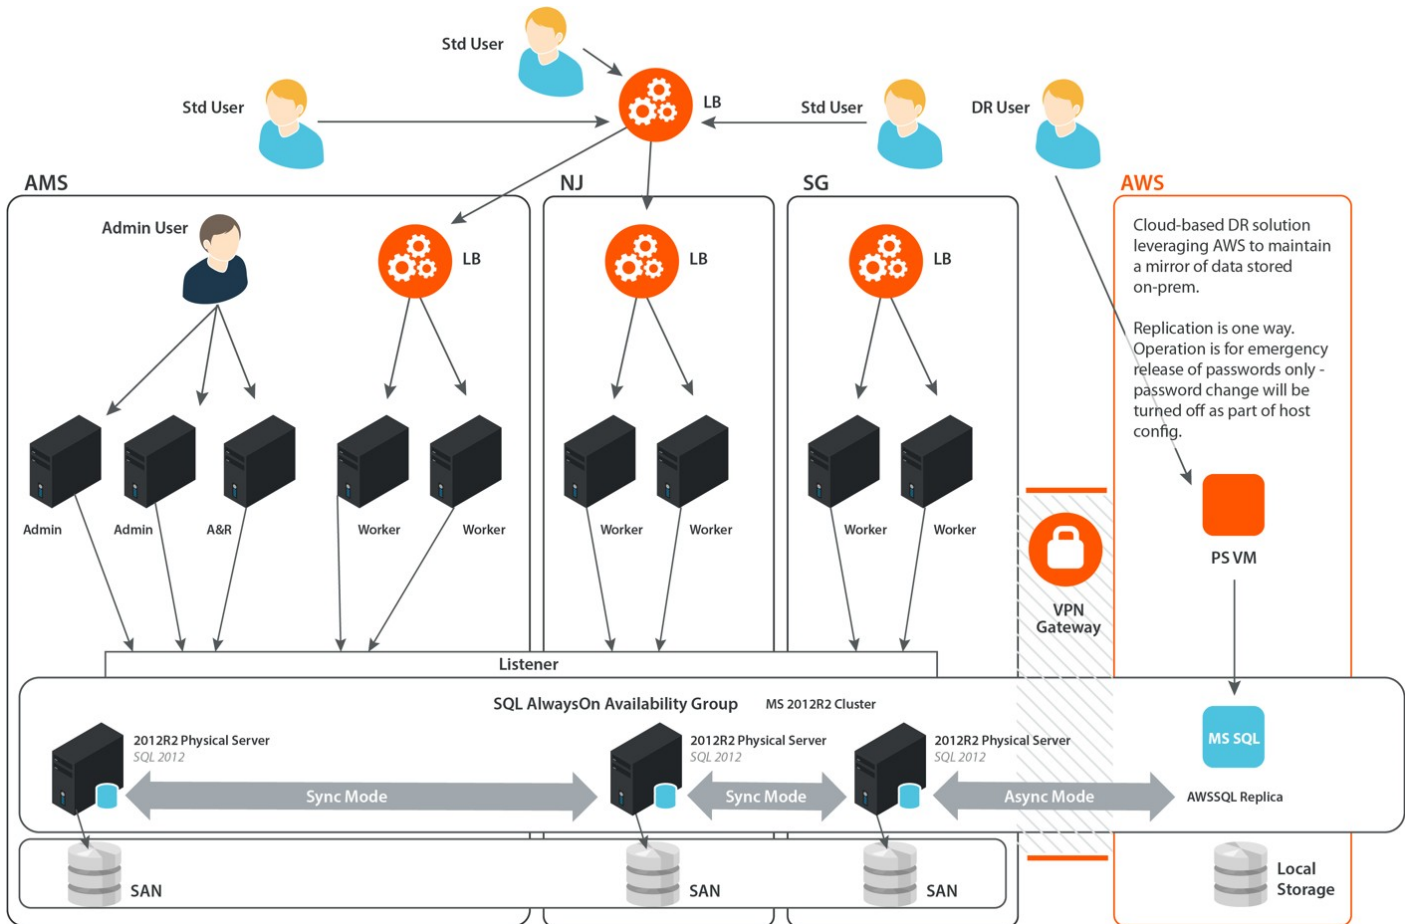 Std User
LB
Std User
Std User
DR User
AMS
NJ
SG
AWS
Admin User
LB
LB
LB
Cloud-based DR solution
leveraging AWS to maintain
a mirror of data stored
on-prem.
Replication is one way.
Operation is for emergency
release of passwords only -
password change will be
turned off as part of host
config.
Admin
Admin
A&R
Worker
Worker
Worker
Worker
Worker
Worker
PS VM
VPN
Gateway
Listener
SQL AlwaysOn Availability Group
MS 2012R2 Cluster
2012R2 Physical Server
SQL 2012
2012R2 Physical Server
SQL 2012
2012R2 Physical Server
SQL 2012
MS SQL
Sync Mode
Sync Mode
Async Mode
AWSSQL Replica
SAN
SAN
SAN
Local
Storage